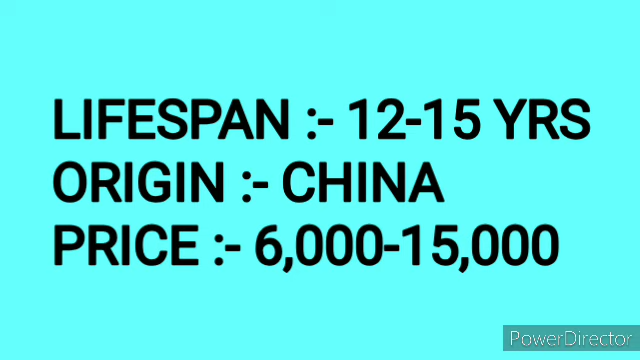 LIFESPAN :- 12-15 YRS
ORIGIN :- CHINA
PRICE :- 6,000-15,000
PowerDirector